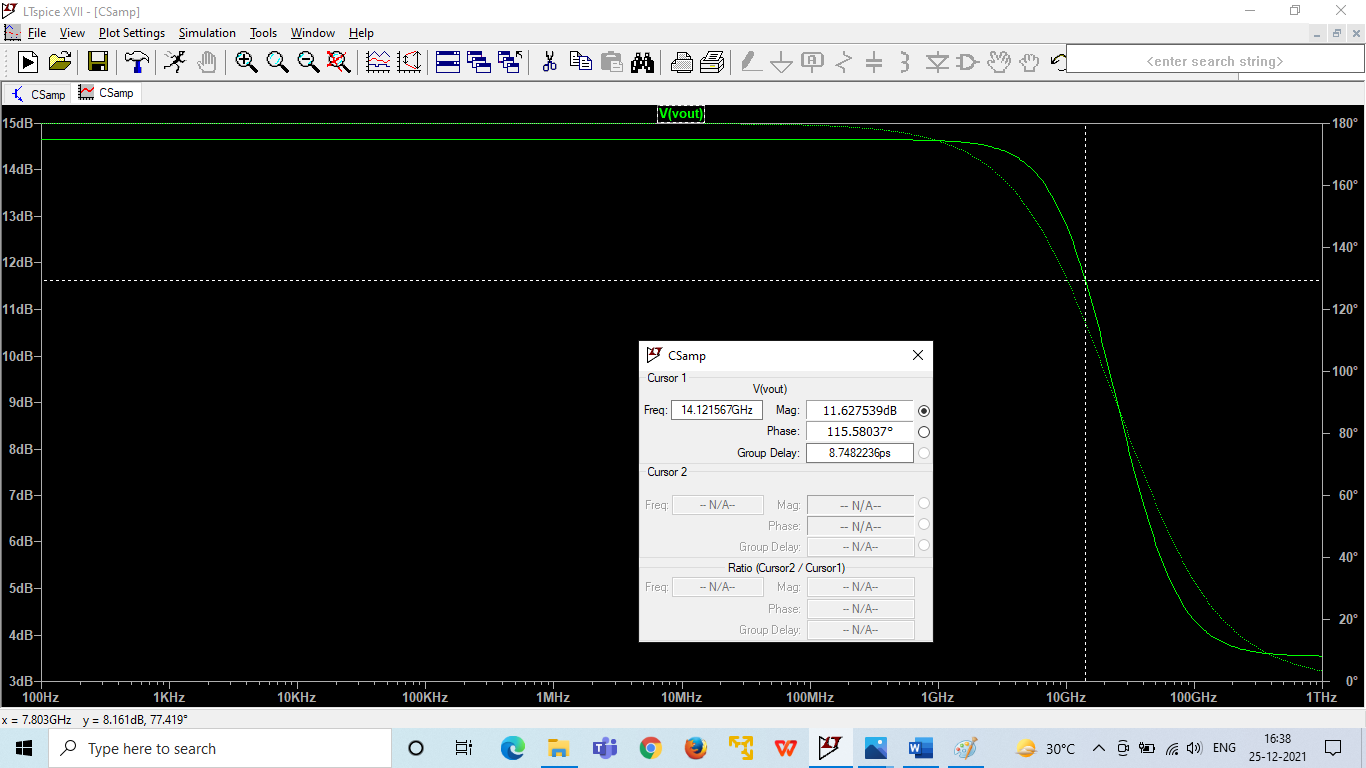 LTspice XVII - [CSamp]
File View Plot Settings Simulation Tools Window Help
<enter search string>
CSamp CSamp
V(vout)
15dB 180°
14dB 160°
13dB 140°
12dB
11dB 120°
10dB 100°
9dB
8dB 80°
7dB 60°
6dB
5dB 40°
4dB 20°
3dB 0°
100Hz 1KHz 10KHz 100KHz 1MHz 10MHz 100MHz 1GHz 10GHz 100GHz 1THz
CSamp
Cursor 1
V(vout)
Freq: 14.121567GHz Mag: 11.627539dB
Phase: 115.58037°
Group Delay: 8.7482236ps
Cursor 2
Freq: -- N/A-- Mag: -- N/A--
Phase: -- N/A--
Group Delay: -- N/A--
Ratio (Cursor2 / Cursor1)
Freq: -- N/A-- Mag: -- N/A--
Phase: -- N/A--
Group Delay: -- N/A--
x = 7.803GHz y = 8.161dB, 77.419°
Type here to search
30°C ENG 16:38
25-12-2021